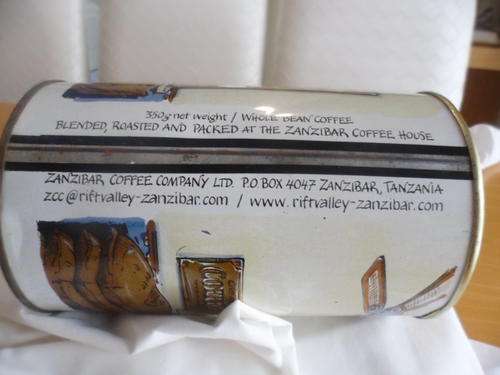 350g net weight / WHOLE BEAN COFFEE
BLENDED, ROASTED AND PACKED AT THE ZANZIBAR COFFEE HOUSE
ZANZIBAR COFFEE COMPANY LTD. P.O.BOX 4047 ZANZIBAR, TANZANIA
zcc@riftvalley-zanzibar.com / www.riftvalley-zanzibar.com